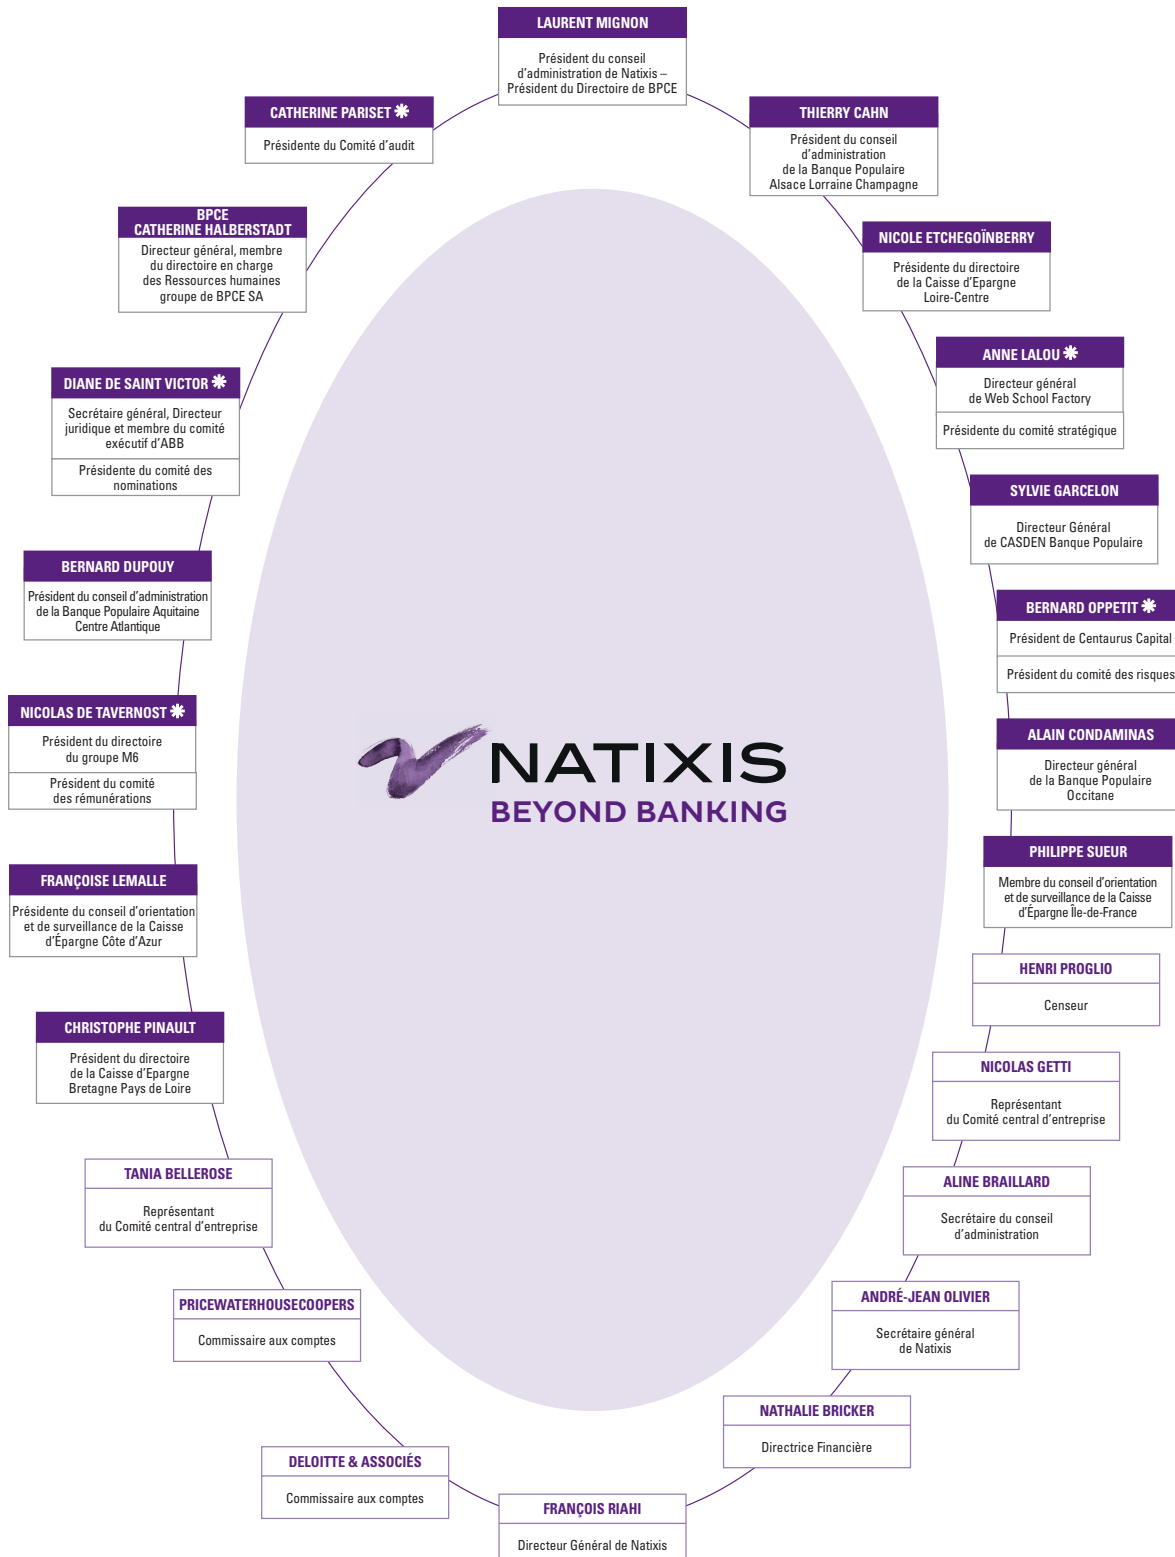 LAURENT MIGNON
Président du conseil
d'administration de Natixis –
Président du Directoire de BPCE
CATHERINE PARISET ✱
Présidente du Comité d'audit
THIERRY CAHN
Président du conseil
d'administration
de la Banque Populaire
Alsace Lorraine Champagne
BPCE
CATHERINE HALBERSTADT
Directeur général, membre
du directoire en charge
des Ressources humaines
groupe de BPCE SA
NICOLE ETCHEGOÏNBERRY
Présidente du directoire
de la Caisse d'Epargne
Loire-Centre
ANNE LALOU ✱
Directeur général
de Web School Factory
Présidente du comité stratégique
DIANE DE SAINT VICTOR ✱
Secrétaire général, Directeur
juridique et membre du comité
exécutif d'ABB
Présidente du comité des
nominations
SYLVIE GARCELON
Directeur Général
de CASDEN Banque Populaire
BERNARD DUPOUY
Président du conseil d'administration
de la Banque Populaire Aquitaine
Centre Atlantique
BERNARD OPPETIT ✱
Président de Centaurus Capital
Président du comité des risques
NICOLAS DE TAVERNOST ✱
Président du directoire
du groupe M6
Président du comité
des rémunérations
ALAIN CONDAMINAS
Directeur général
de la Banque Populaire
Occitane
NATIXIS
BEYOND BANKING
PHILIPPE SUEUR
Membre du conseil d'orientation
et de surveillance de la Caisse
d'Épargne Île-de-France
FRANÇOISE LEMALLE
Présidente du conseil d'orientation
et de surveillance de la Caisse
d'Épargne Côte d'Azur
HENRI PROGLIO
Censeur
CHRISTOPHE PINAULT
Président du directoire
de la Caisse d'Epargne
Bretagne Pays de Loire
NICOLAS GETTI
Représentant
du Comité central d'entreprise
TANIA BELLEROSE
Représentant
du Comité central d'entreprise
ALINE BRAILLARD
Secrétaire du conseil
d'administration
PRICEWATERHOUSECOOPERS
Commissaire aux comptes
ANDRÉ-JEAN OLIVIER
Secrétaire général
de Natixis
NATHALIE BRICKER
Directrice Financière
DELOITTE & ASSOCIÉS
Commissaire aux comptes
FRANÇOIS RIAHI
Directeur Général de Natixis